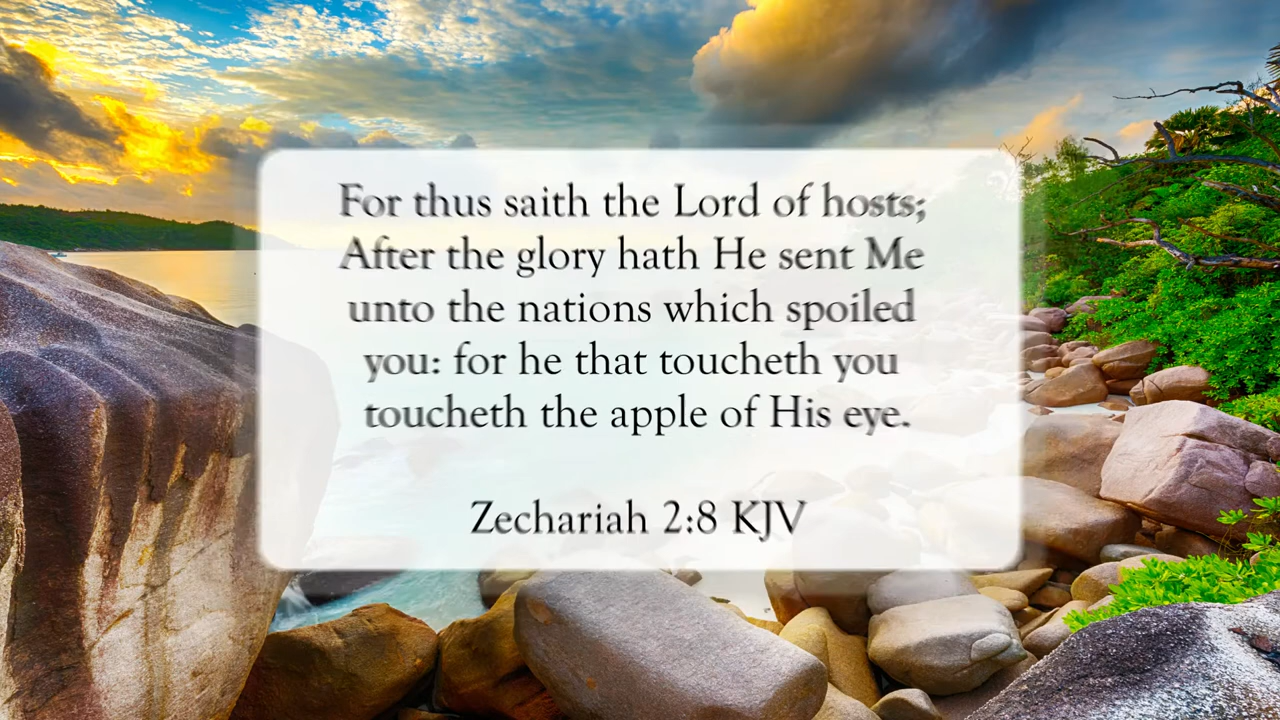 For thus saith the Lord of hosts;
After the glory hath He sent Me
unto the nations which spoiled
you: for he that toucheth you
toucheth the apple of His eye.
Zechariah 2:8 KJV